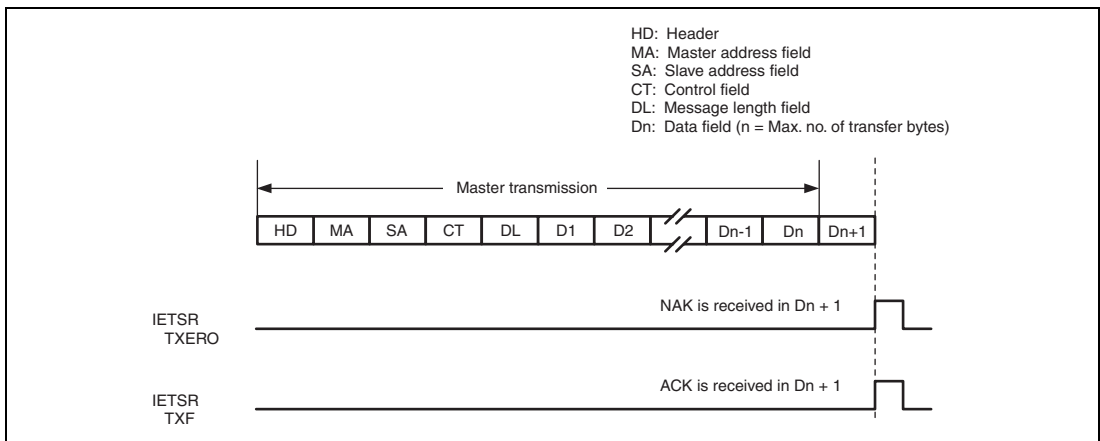 HD: Header
MA: Master address field
SA: Slave address field
CT: Control field
DL: Message length field
Dn: Data field (n = Max. no. of transfer bytes)
Master transmission
HD MA SA CT DL D1 D2 Dn-1 Dn Dn+1
NAK is received in Dn + 1
IETSR
TXERO
ACK is received in Dn + 1
IETSR
TXF